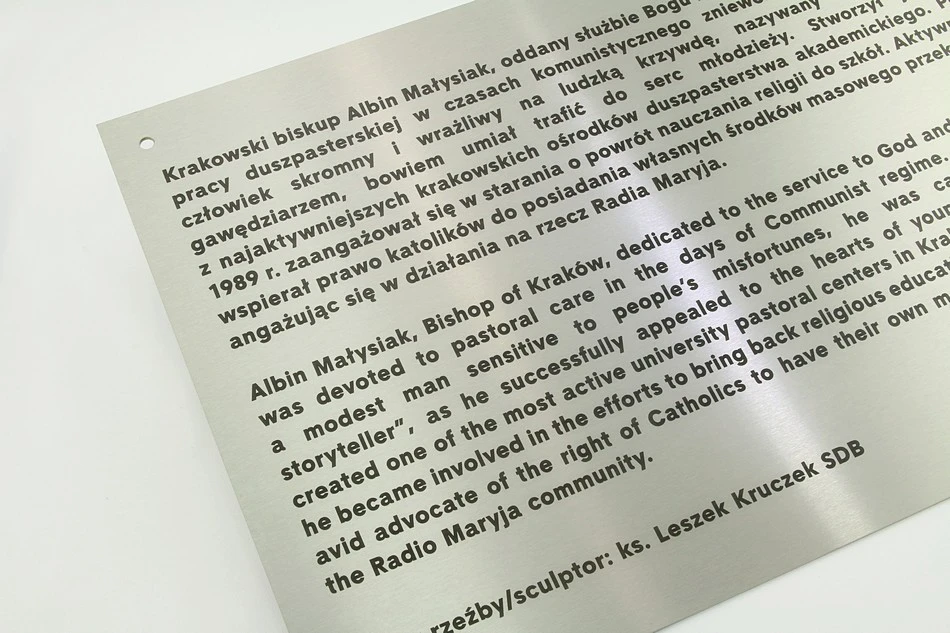 Krakowski biskup Albin Małysiak, oddany służbie Bogu
pracy duszpasterskiej w czasach komunistycznego
człowiek skromny i wrażliwy na ludzką krzywdę, nazywany
gawędziarzem, bowiem umiał trafić do serc młodzieży. Stworzył
z najaktywniejszych krakowskich ośrodków duszpasterstwa akademickiego.
1989 r. zaangażował się w starania o powrót nauczania religii do szkół.
wspierał prawo katolików do posiadania własnych środków masowego
angażując się w działania na rzecz Radia Maryja.
Albin Małysiak, Bishop of Kraków, dedicated to the service to God and
was devoted to pastoral care in the days of Communist regime.
a modest man sensitive to people's misfortunes, he was
storyteller”, as he successfully appealed to the hearts of
created one of the most active university pastoral centers in
he became involved in the efforts to bring back religious
avid advocate of the right of Catholics to have their own
the Radio Maryja community.
rzeźby/sculptor: ks. Leszek Kruczek SDB